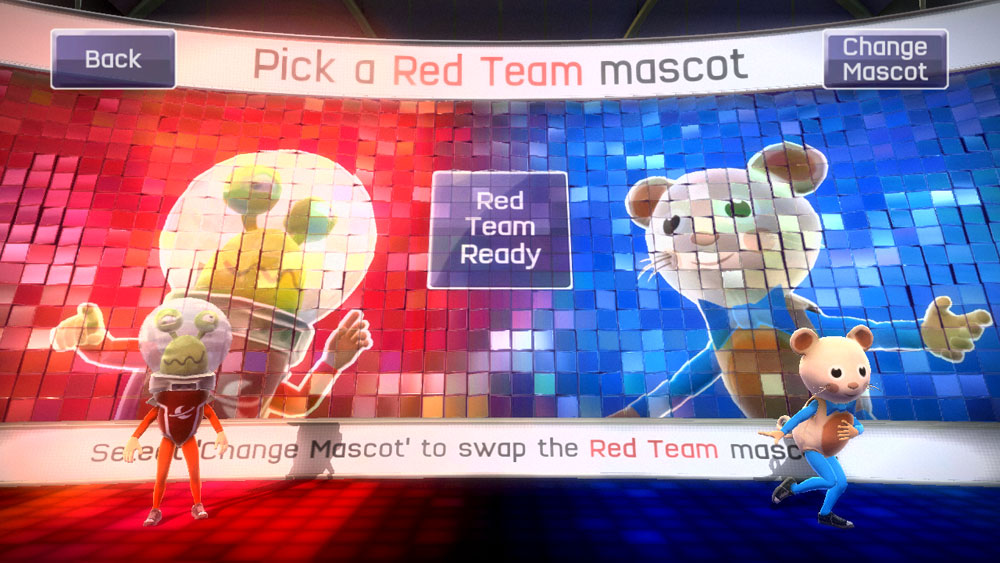 Back
Pick a Red Team mascot
Change
Mascot
Red
Team
Ready
'Change Mascot' to swap the Red Team